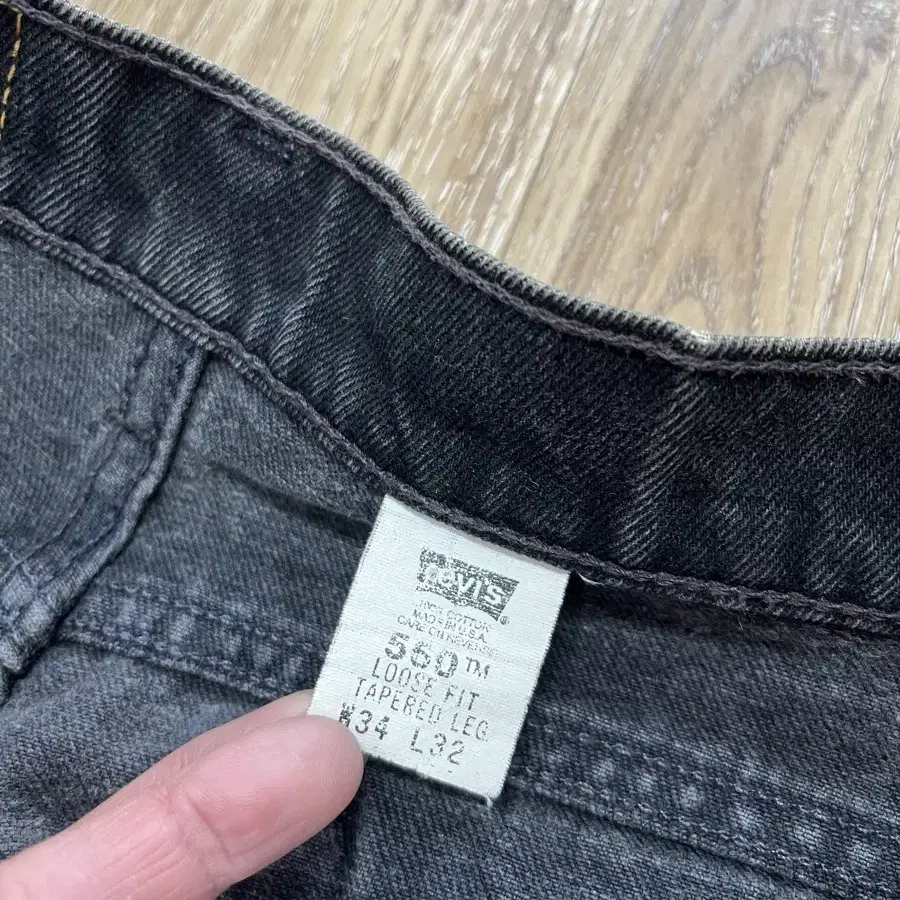 Levi's
100% COTTON
MADE IN U.S.A.
CARE ON REVERSE
550™
LOOSE FIT
TAPERED LEG
W34 L32